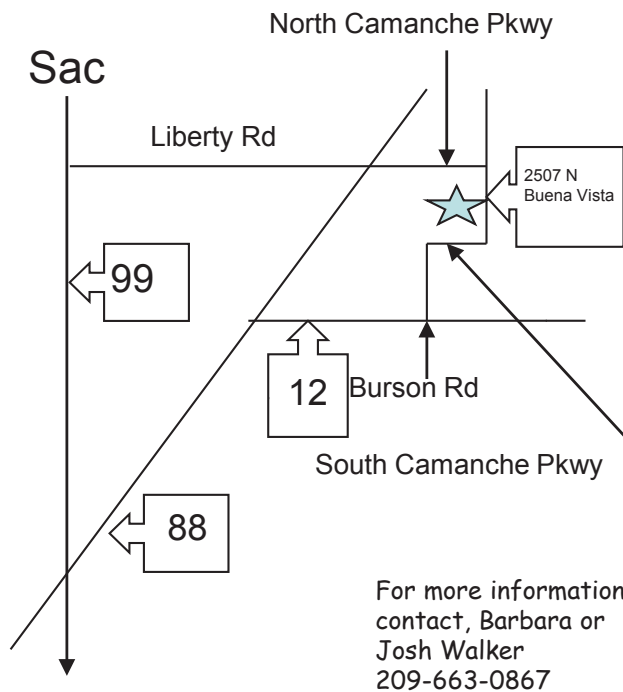 North Camanche Pkwy
Sac
Liberty Rd
2507 N
Buena Vista
99
12
Burson Rd
South Camanche Pkwy
88
For more information
contact, Barbara or
Josh Walker
209-663-0867